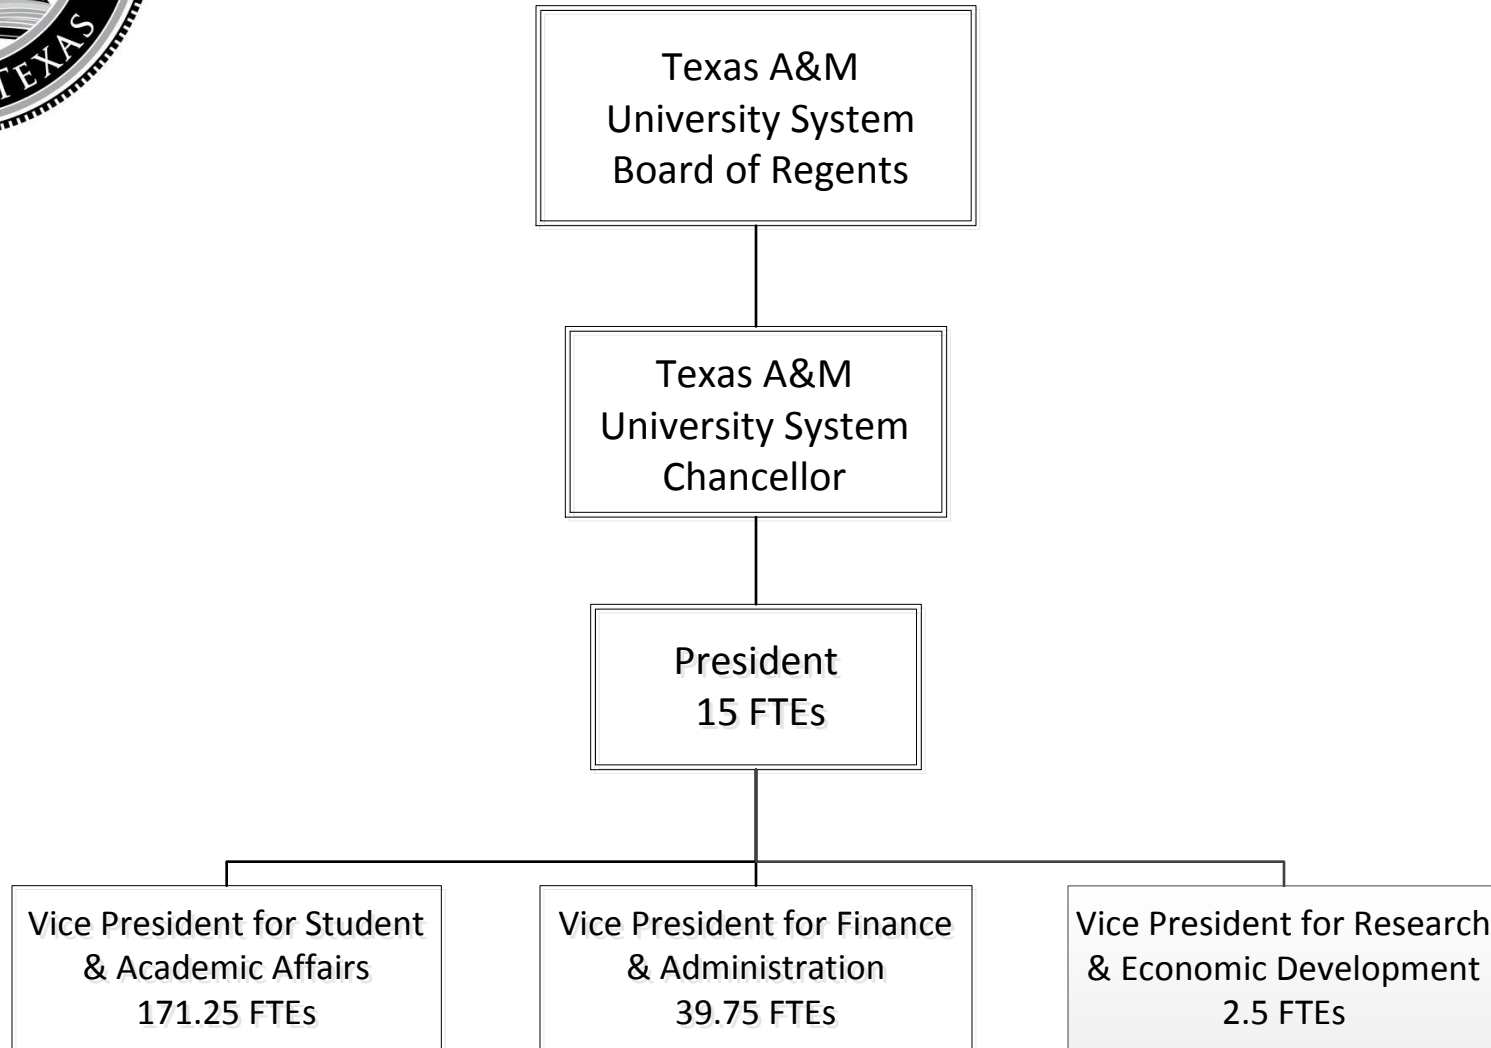 TEXAS
Texas A&M
University System
Board of Regents
Texas A&M
University System
Chancellor
President
15 FTEs
Vice President for Student
& Academic Affairs
171.25 FTEs
Vice President for Finance
& Administration
39.75 FTEs
Vice President for Research
& Economic Development
2.5 FTEs